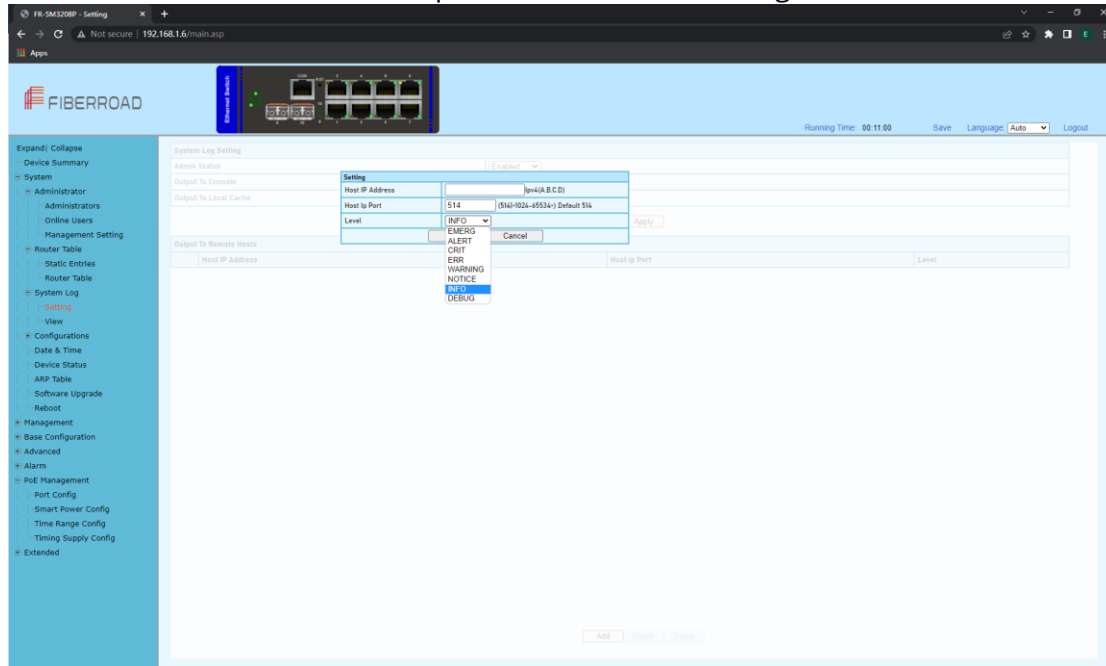 FR-5M3208P - Setting
Not secure | 192.168.1.6/main.asp
Apps
FIBERROAD
Ethernet Switch
Running Time: 00:11:00 Save Language: Auto Logout
Expand| Collapse
Device Summary
System
Administrator
Administrators
Online Users
Management Setting
Router Table
Static Entries
Router Table
System Log
Setting
View
Configurations
Date & Time
Device Status
ARP Table
Software Upgrade
Reboot
Management
Base Configuration
Advanced
Alarm
PoE Management
Port Config
Smart Power Config
Time Range Config
Timing Supply Config
Extended
System Log Setting
Admin Status Enabled
Output To Console
Output To Local Cache
Apply
Setting
Host IP Address Ipv4(A.B.C.D)
Host Ip Port 514 (514)<1024-65534>) Default 514
Level INFO
Cancel
EMERG
ALERT
CRIT
ERR
WARNING
NOTICE
INFO
DEBUG
Output To Remote Hosts
Host IP Address Host Ip Port Level
Add Modify Delete